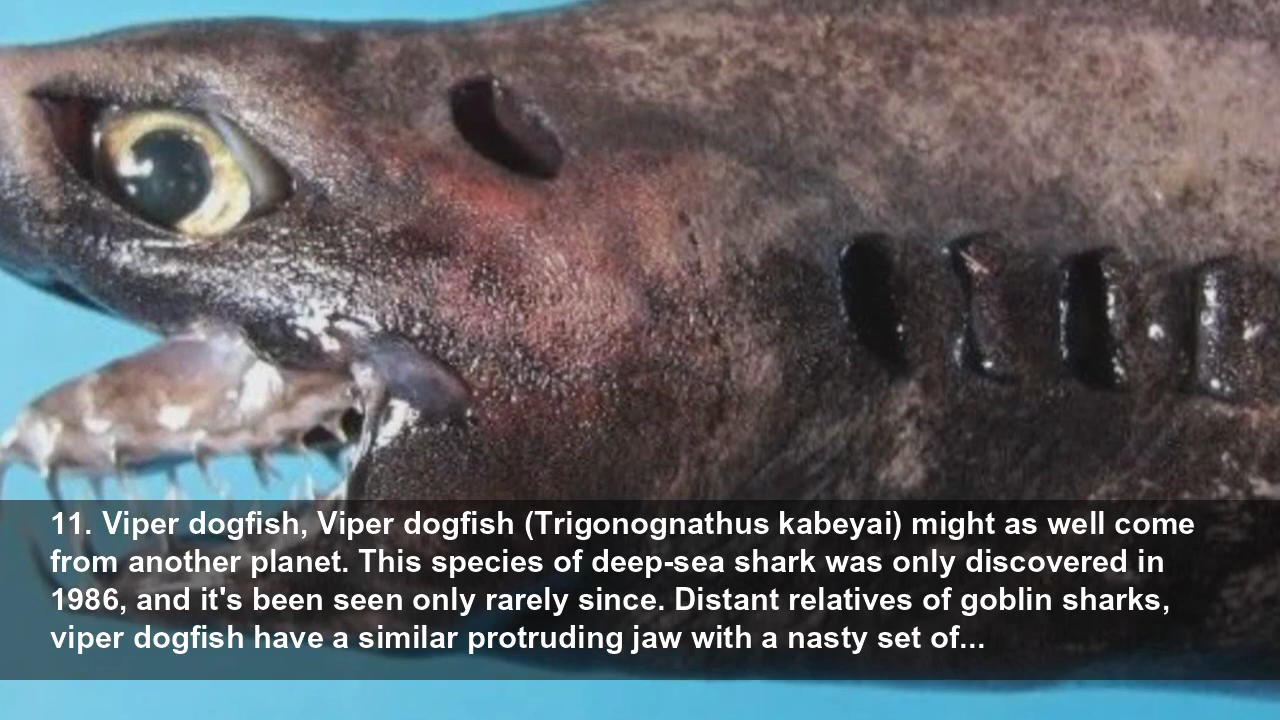 11. Viper dogfish, Viper dogfish (Trigonognathus kabeyai) might as well come
from another planet. This species of deep-sea shark was only discovered in
1986, and it's been seen only rarely since. Distant relatives of goblin sharks,
viper dogfish have a similar protruding jaw with a nasty set of...